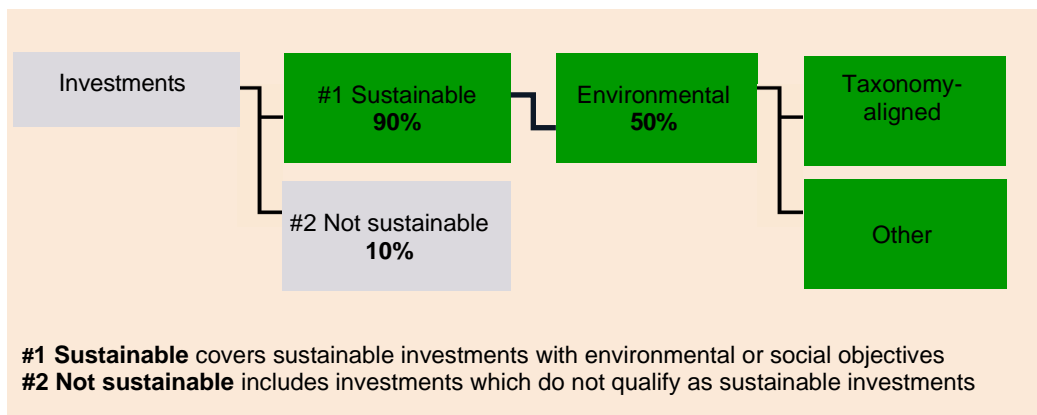 Investments
#1 Sustainable
90%
Environmental
50%
Taxonomy-
aligned
#2 Not sustainable
10%
Other
#1 Sustainable covers sustainable investments with environmental or social objectives
#2 Not sustainable includes investments which do not qualify as sustainable investments